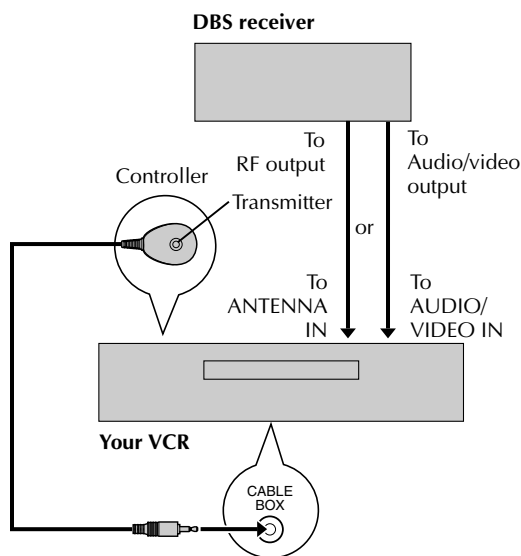 DBS receiver
To
RF output
To
Audio/video
output
Controller
Transmitter
or
To
ANTENNA
IN
To
AUDIO/
VIDEO IN
Your VCR
CABLE
BOX